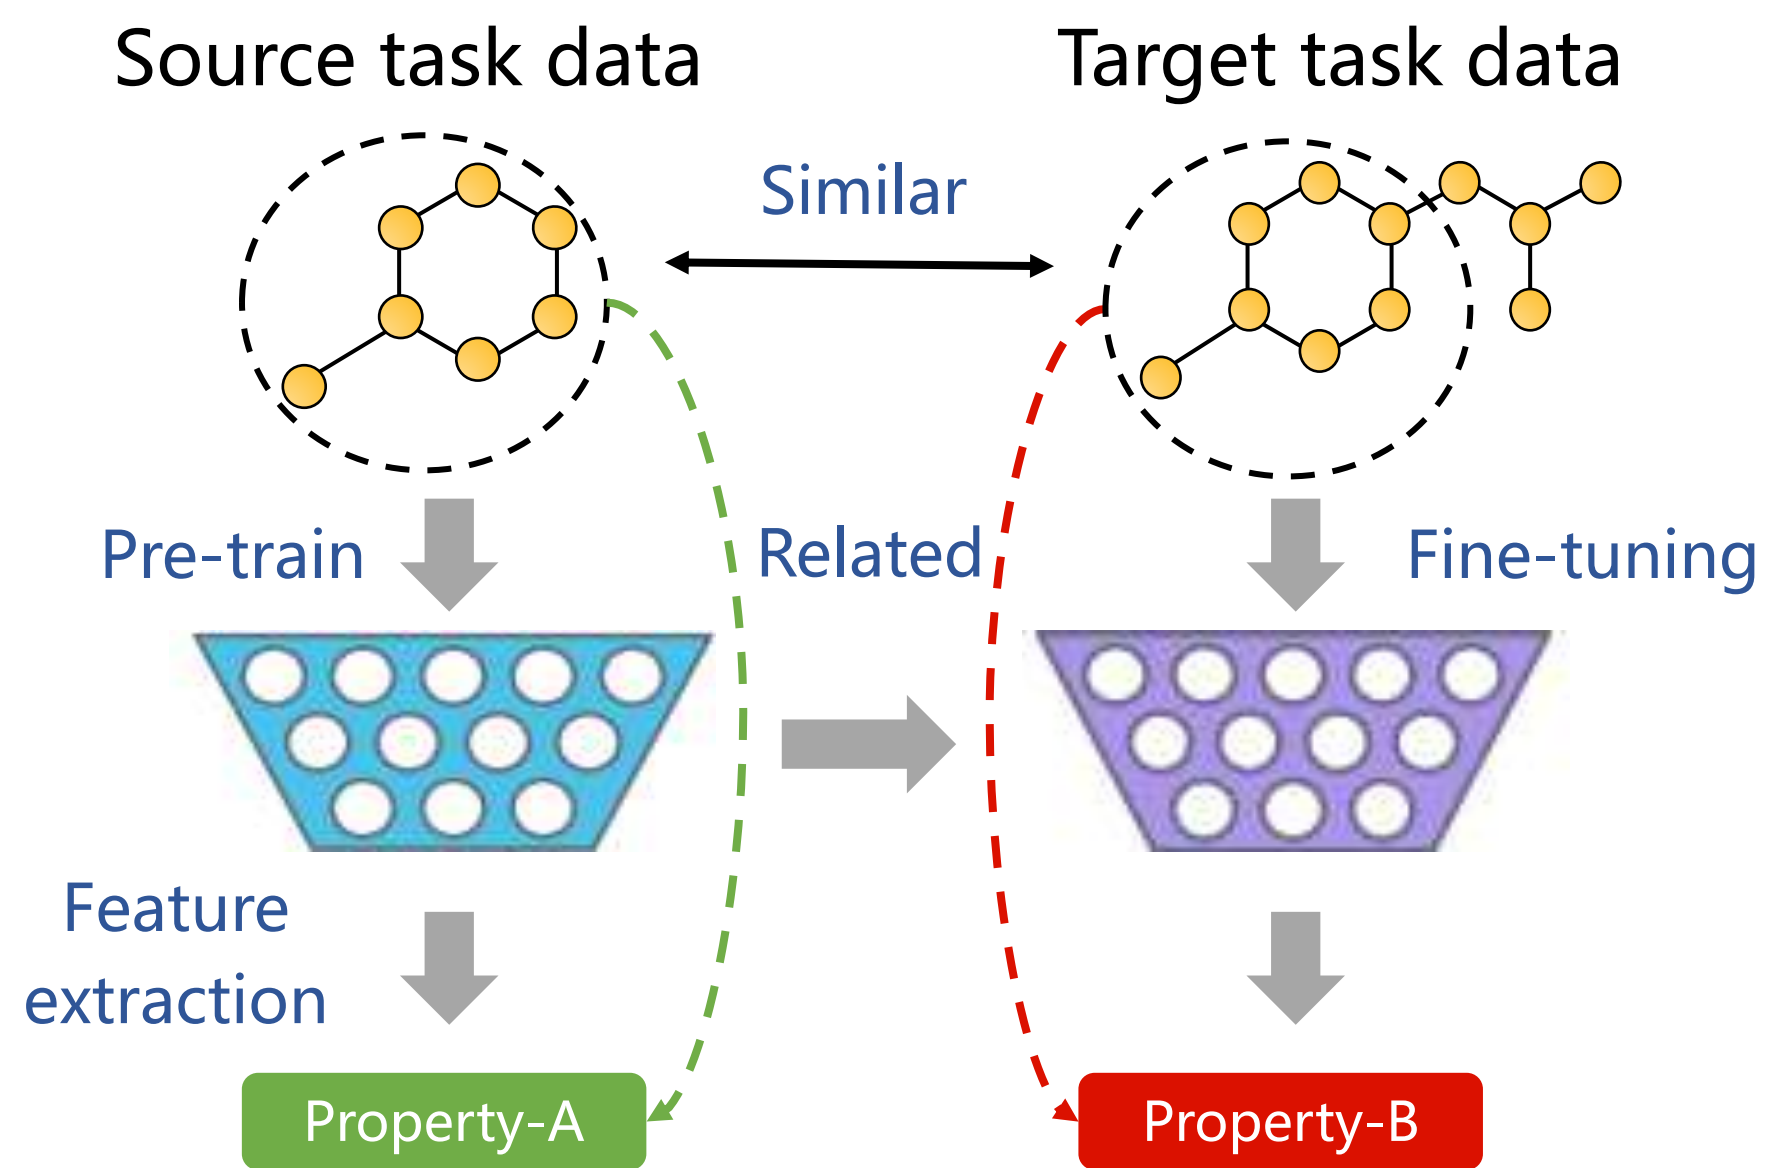 Source task data
Target task data
Similar
Pre-train
Related
Fine-tuning
Feature
extraction
Property-A
Property-B